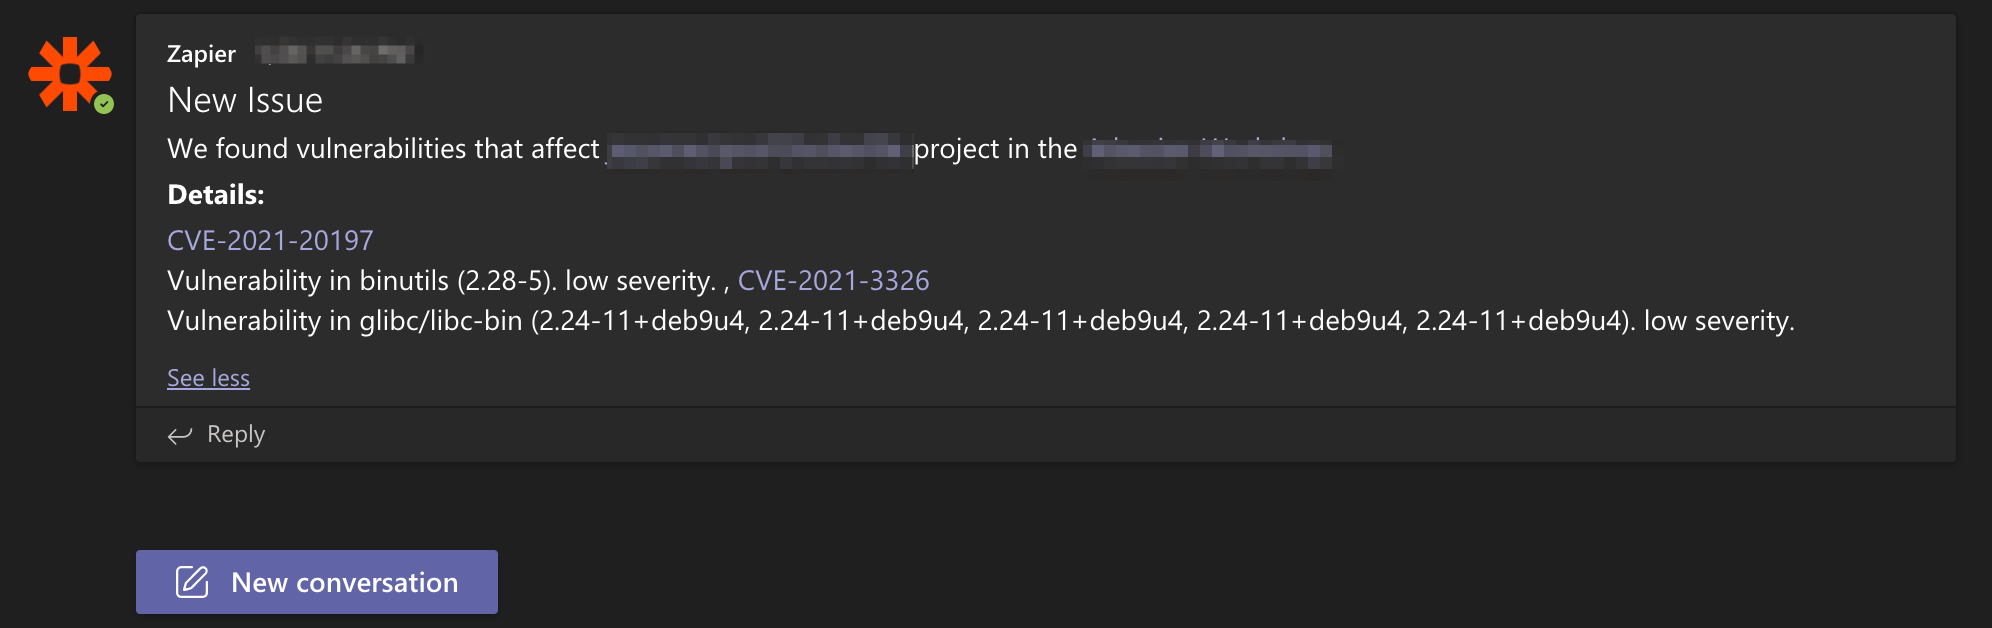 Zapier
New Issue
We found vulnerabilities that affect project in the
Details:
CVE-2021-20197
Vulnerability in binutils (2.28-5). low severity. , CVE-2021-3326
Vulnerability in glibc/libc-bin (2.24-11+deb9u4, 2.24-11+deb9u4, 2.24-11+deb9u4, 2.24-11+deb9u4, 2.24-11+deb9u4). low severity.
See less
Reply
New conversation